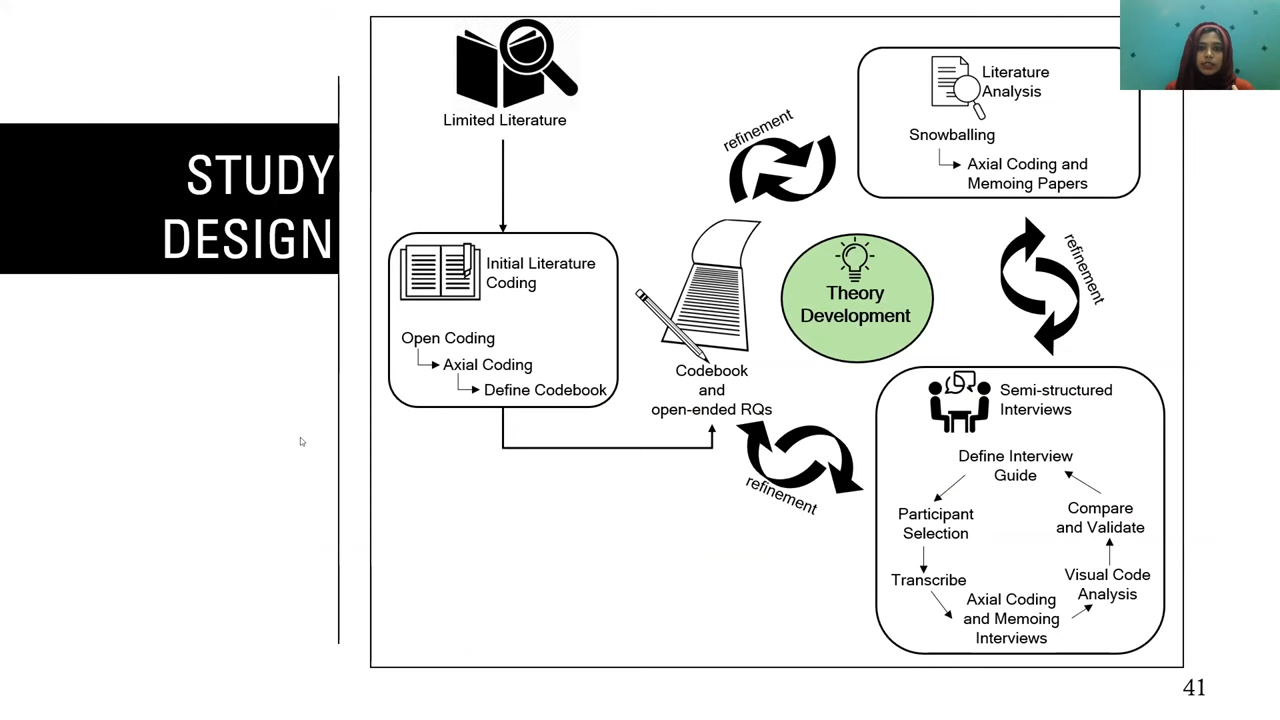 STUDY
DESIGN
Limited Literature
Initial Literature
Coding
Open Coding
Axial Coding
Define Codebook
Codebook
and
open-ended RQs
refinement
Literature
Analysis
Snowballing
Axial Coding and
Memoing Papers
refinement
Theory
Development
refinement
Semi-structured
Interviews
Define Interview
Guide
Participant
Selection
Transcribe
Axial Coding
and Memoing
Interviews
Visual Code
Analysis
Compare
and Validate
41